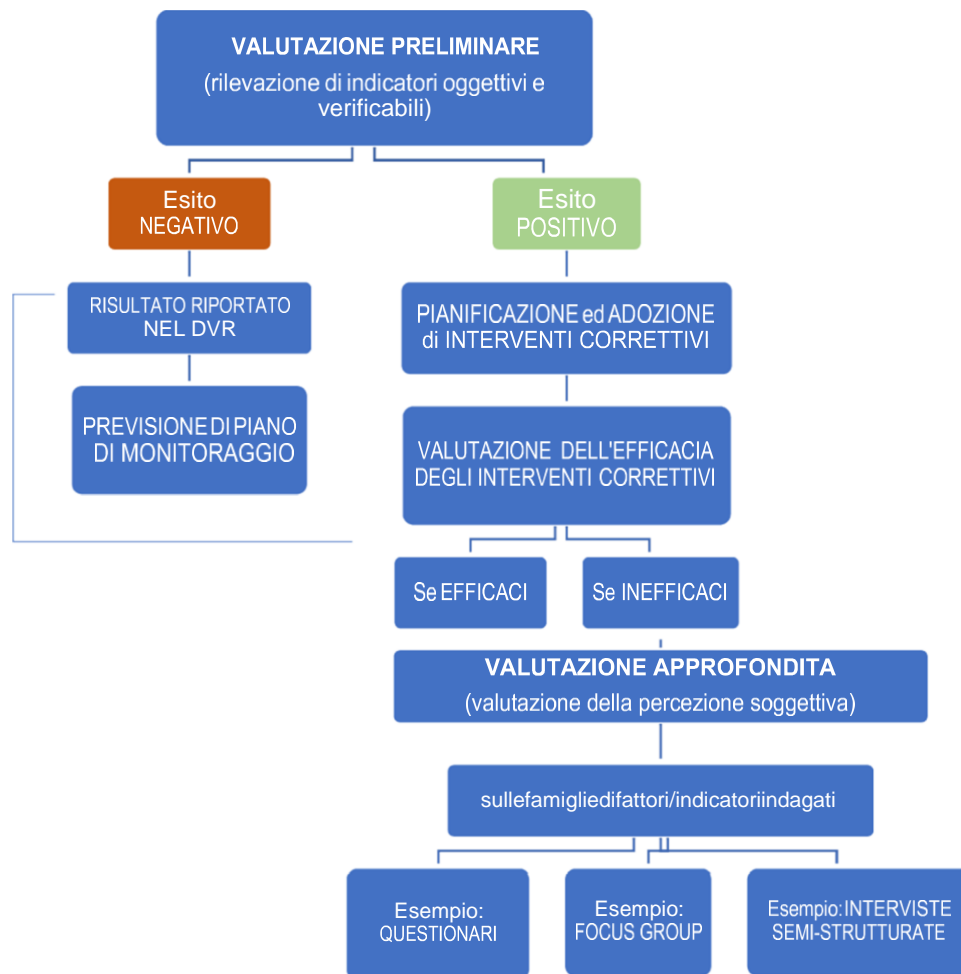 VALUTAZIONE PRELIMINARE
(rilevazione di indicatori oggettivi e
verificabili)
Esito
NEGATIVO
Esito
POSITIVO
RISULTATO RIPORTATO
NEL DVR
PIANIFICAZIONE ed ADOZIONE
di INTERVENTI CORRETTIVI
PREVISIONE DI PIANO
DI MONITORAGGIO
VALUTAZIONE DELL'EFFICACIA
DEGLI INTERVENTI CORRETTIVI
Se EFFICACI
Se INEFFICACI
VALUTAZIONE APPROFONDITA
(valutazione della percezione soggettiva)
sullefamigliedifattori/indicatoriindagati
Esempio:
QUESTIONARI
Esempio:
FOCUS GROUP
Esempio: INTERVISTE
SEMI-STRUTTURATE